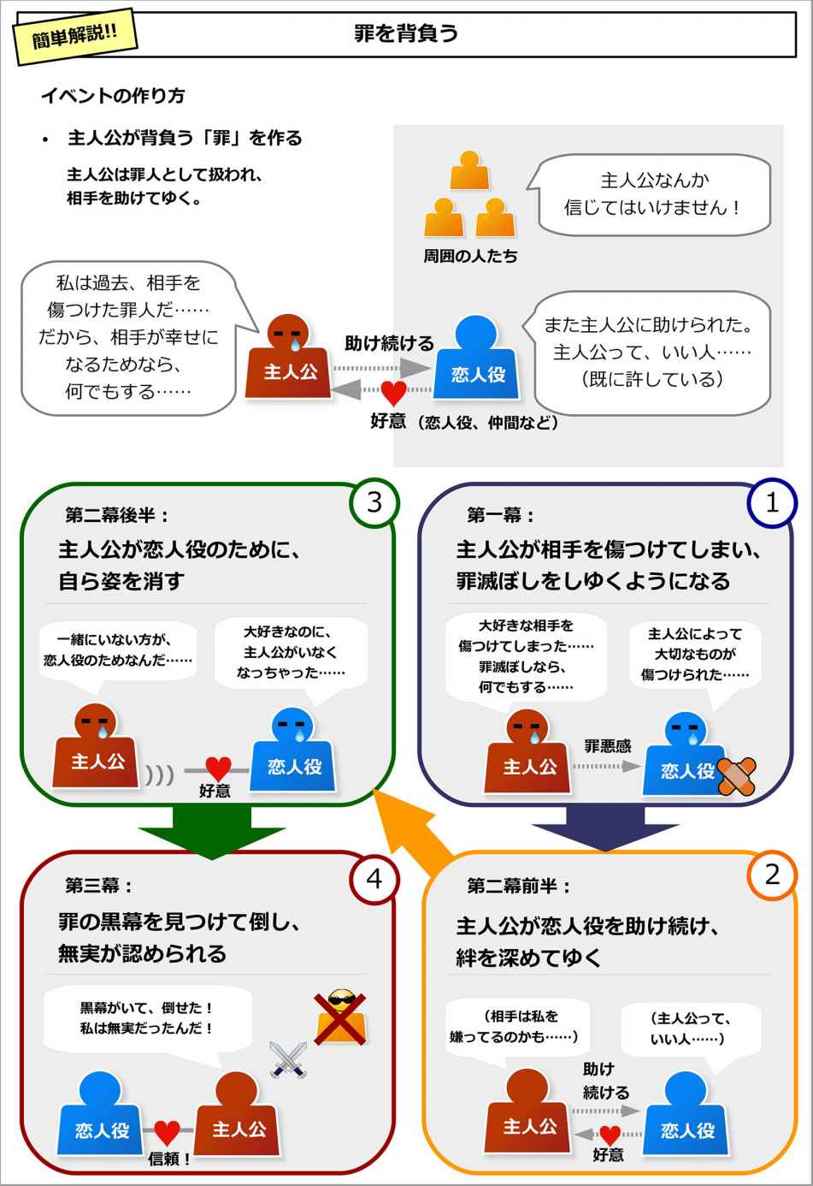 簡単解説!!
罪を背負う
イベントの作り方
• 主人公が背負う「罪」を作る
主人公は罪人として扱われ、
相手を助けてゆく。
主人公なんか
信じてはいけません！
周囲の人たち
私は過去、相手を
傷つけた罪人だ……
だから、相手が幸せに
なるためなら、
何でもする……
主人公
助け続ける
好意
恋人役
（恋人役、仲間など）
また主人公に助けられた。
主人公って、いい人……
（既に許している）
1
第一幕：
主人公が相手を傷つけてしまい、
罪滅ぼしをしゆくようになる
大好きな相手を
傷つけてしまった……
罪滅ぼしなら、
何でもする……
主人公によって
大切なものが
傷つけられた……
主人公
罪悪感
恋人役
2
第二幕前半：
主人公が恋人役を助け続け、
絆を深めてゆく
（相手は私を
嫌ってるのかも……）
（主人公って、
いい人……）
助け
続ける
主人公
恋人役
好意
3
第二幕後半：
主人公が恋人役のために、
自ら姿を消す
一緒にいない方が、
恋人役のためなんだ……
大好きなのに、
主人公がいなく
なっちゃった……
主人公
好意
恋人役
4
第三幕：
罪の黒幕を見つけて倒し、
無実が認められる
黒幕がいて、倒せた！
私は無実だったんだ！
恋人役
主人公
信頼！